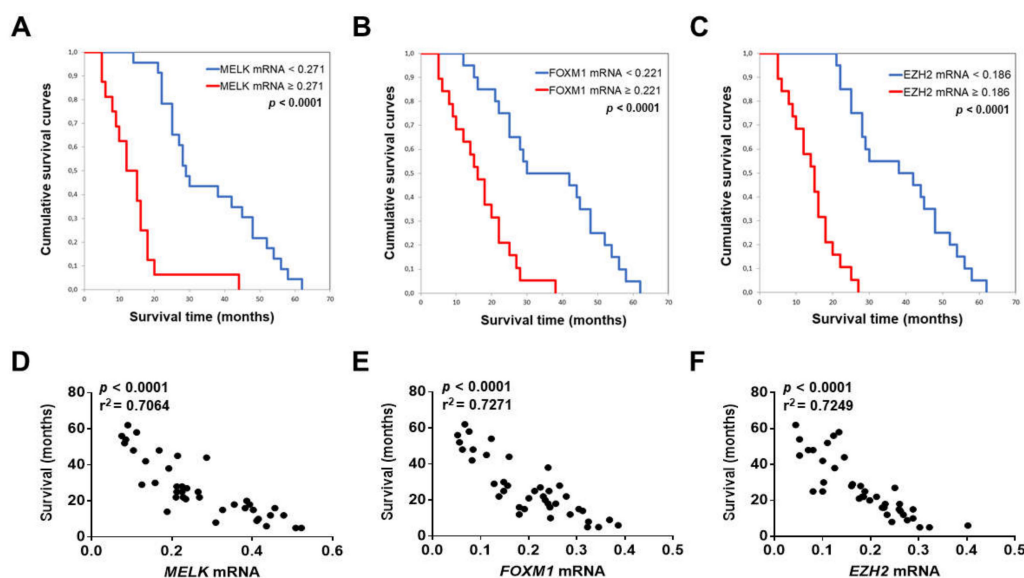 A
Cumulative survival curves
1,0
0,9
0,8
0,7
0,6
0,5
0,4
0,3
0,2
0,1
0,0
MELK mRNA < 0.271
MELK mRNA ≥ 0.271
p < 0.0001
0 10 20 30 40 50 60 70
Survival time (months)
B
Cumulative survival curves
1,0
0,9
0,8
0,7
0,6
0,5
0,4
0,3
0,2
0,1
0,0
FOXM1 mRNA < 0.221
FOXM1 mRNA ≥ 0.221
p < 0.0001
0 10 20 30 40 50 60 70
Survival time (months)
C
Cumulative survival curves
1,0
0,9
0,8
0,7
0,6
0,5
0,4
0,3
0,2
0,1
0,0
EZH2 mRNA < 0.186
EZH2 mRNA ≥ 0.186
p < 0.0001
0 10 20 30 40 50 60 70
Survival time (months)
D
Survival (months)
80
60
40
20
0
p < 0.0001
r² = 0.7064
0.0 0.2 0.4 0.6
MELK mRNA
E
Survival (months)
80
60
40
20
0
p < 0.0001
r² = 0.7271
0.0 0.1 0.2 0.3 0.4 0.5
FOXM1 mRNA
F
Survival (months)
80
60
40
20
0
p < 0.0001
r² = 0.7249
0.0 0.1 0.2 0.3 0.4 0.5
EZH2 mRNA